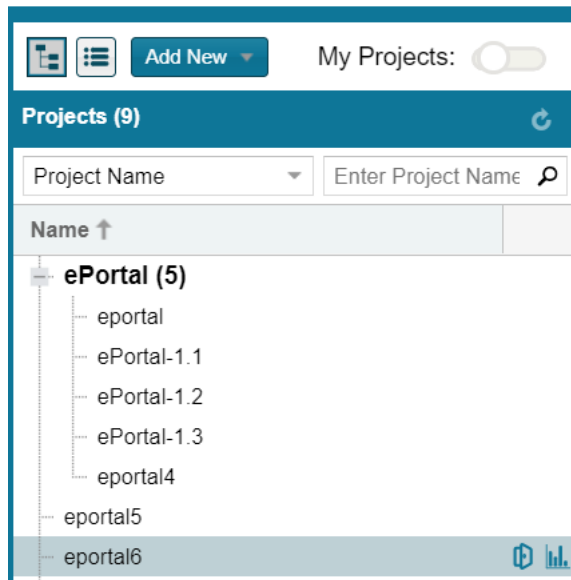 Add New My Projects:
Projects (9)
Project Name Enter Project Name
Name
ePortal (5)
eportal
ePortal-1.1
ePortal-1.2
ePortal-1.3
eportal4
eportal5
eportal6